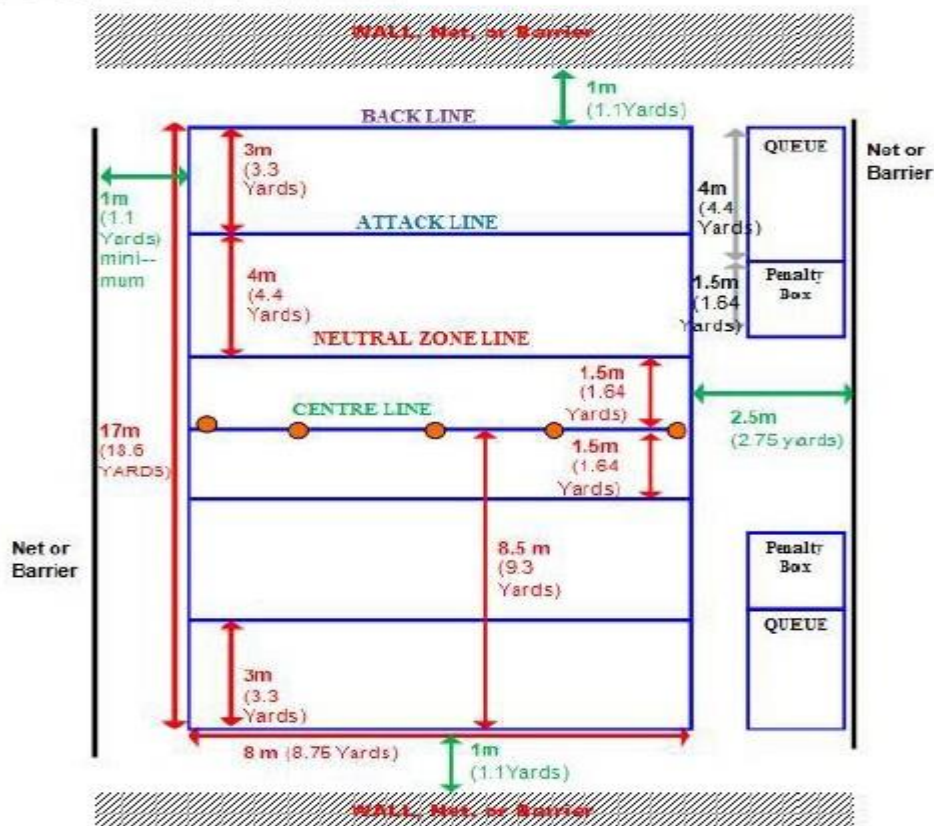 WALL, Net, or Barrier
1m
(1.1Yards)
BACK LINE
3m
(3.3
Yards)
QUEUE
Net or
Barrier
1m
(1.1
Yards)
mini--
mum
4m
(4.4
Yards)
ATTACK LINE
4m
(4.4
Yards)
1.5m
(1.64
Yards)
Penalty
Box
NEUTRAL ZONE LINE
1.5m
(1.64
Yards)
CENTRE LINE
2.5m
(2.75 yards)
17m
(18.6
YARDS)
1.5m
(1.64
Yards)
Net or
Barrier
8.5 m
(9.3
Yards)
Penalty
Box
QUEUE
3m
(3.3
Yards)
8 m (8.75 Yards)
1m
(1.1Yards)
WALL, Net, or Barrier